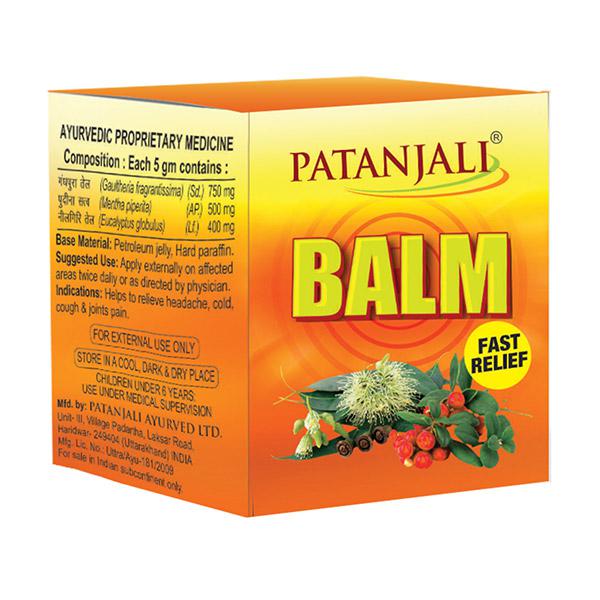 AYURVEDIC PROPRIETARY MEDICINE
Composition : Each 5 gm contains :
गंधपुरा तेल (Gaultheria fragrantissima) (Sd.) 750 mg
पुदीना सत्व (Mentha piperita) (AP.) 500 mg
नीलगिरि तेल (Eucalyptus globulus) (Lf.) 400 mg
Base Material: Petroleum jelly, Hard paraffin.
Suggested Use: Apply externally on affected
areas twice daily or as directed by physician.
Indications: Helps to relieve headache, cold,
cough & joints pain.
FOR EXTERNAL USE ONLY
STORE IN A COOL, DARK & DRY PLACE
CHILDREN UNDER 6 YEARS:
USE UNDER MEDICAL SUPERVISION
Mfd. by: PATANJALI AYURVED LTD.
Unit- III, Village Padartha, Laksar Road,
Haridwar- 249404 (Uttarakhand) INDIA
Mfg. Lic. No.: Uttra/Ayu-181/2009
For sale in Indian subcontinent only.
PATANJALI®
BALM
FAST
RELIEF